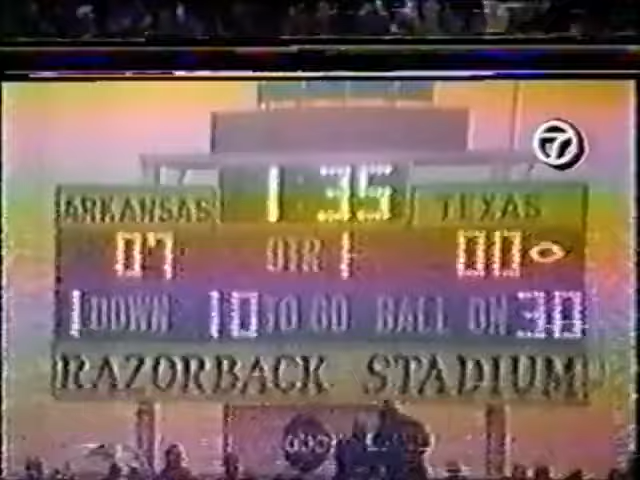 7
1 35
ARKANSAS TEXAS
07 QTR 1 00
1 DOWN 10 TO GO BALL ON 30
RAZORBACK STADIUM